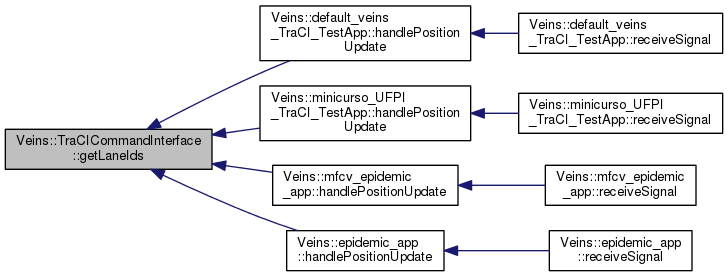 Veins::default_veins
_TraCI_TestApp::handlePosition
Update
Veins::default_veins
_TraCI_TestApp::receiveSignal
Veins::minicurso_UFPI
_TraCI_TestApp::handlePosition
Update
Veins::minicurso_UFPI
_TraCI_TestApp::receiveSignal
Veins::TraCICommandInterface
::getLaneIds
Veins::mfcv_epidemic
_app::handlePositionUpdate
Veins::mfcv_epidemic
_app::receiveSignal
Veins::epidemic_app
::handlePositionUpdate
Veins::epidemic_app
::receiveSignal